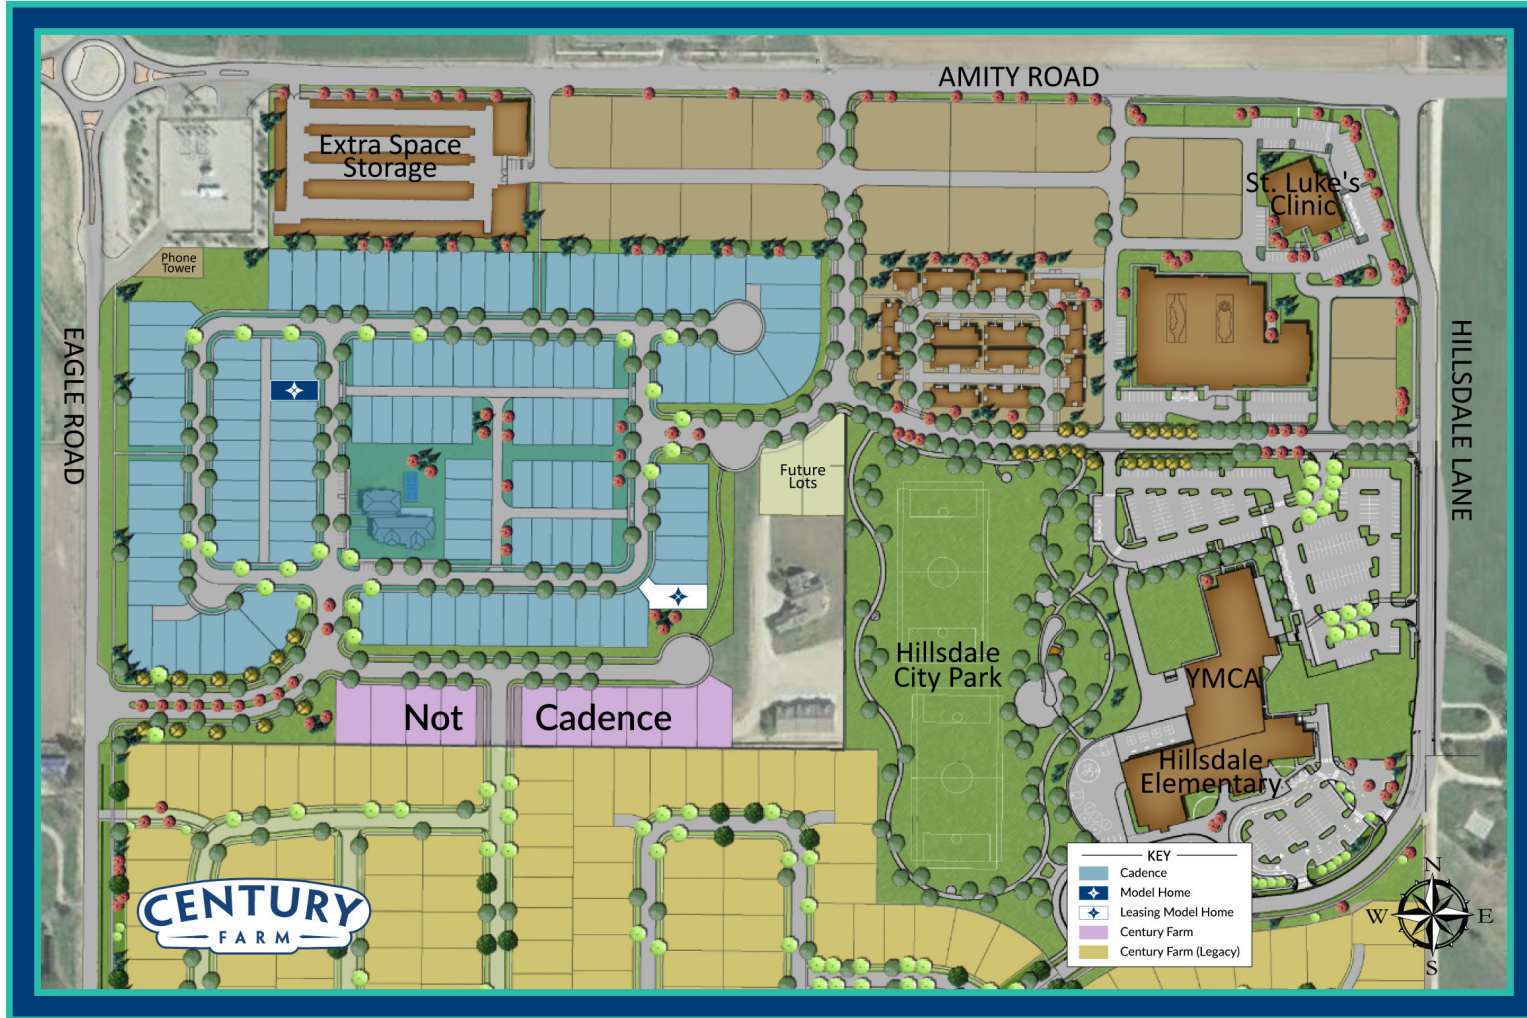 AMITY ROAD
Extra Space
Storage
St. Luke's
Clinic
Phone
Tower
EAGLE ROAD
HILLSDALE LANE
Future
Lots
Hillsdale
City Park
YMCA
Not Cadence
Hillsdale
Elementary
KEY
Cadence
Model Home
Leasing Model Home
Century Farm
Century Farm (Legacy)
CENTURY
FARM
N
W E
S